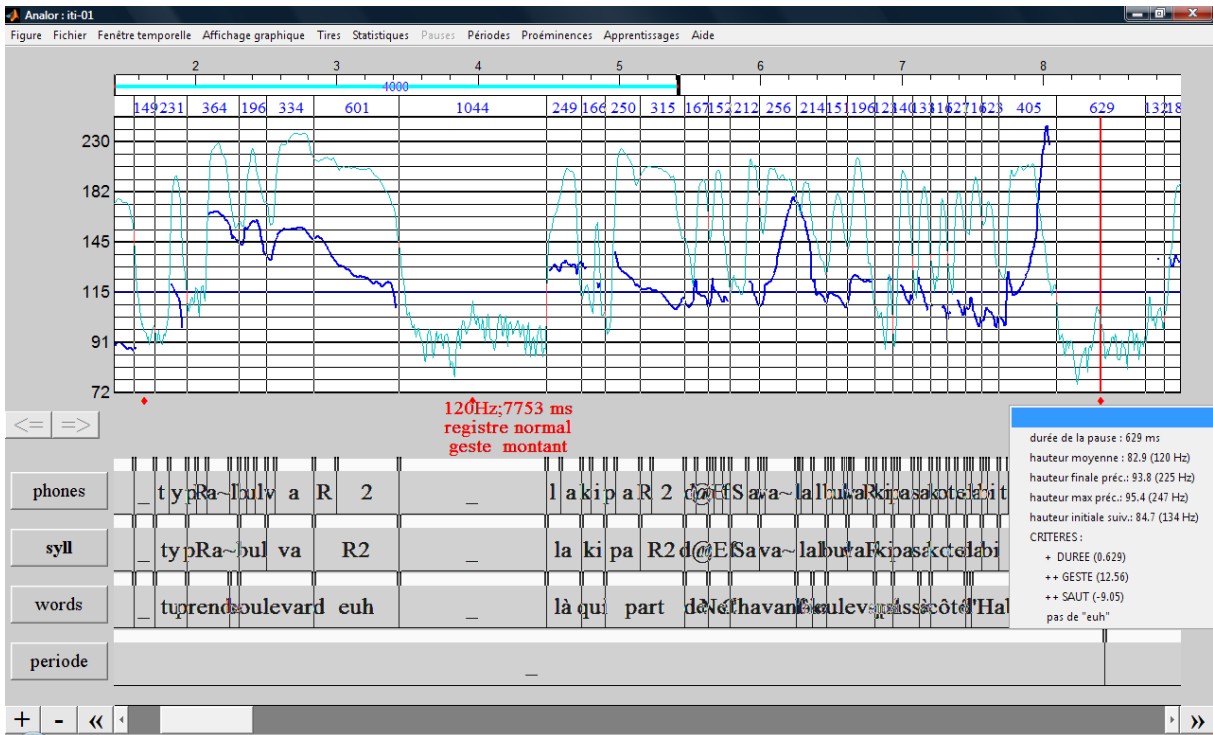 Analor : iti-01
Figure Fichier Fenêtre temporelle Affichage graphique Tires Statistiques Pauses Périodes Proéminences Apprentissages Aide
2 3 4 5 6 7 8
4000
149 231 364 196 334 601 1044 249 166 250 315 167 152 212 256 214 151 196 405 629 132
230
182
145
115
91
72
120Hz;7753 ms
registre normal
geste montant
<= =>
durée de la pause : 629 ms
hauteur moyenne : 82.9 (120 Hz)
hauteur finale préc.: 93.8 (225 Hz)
hauteur max préc.: 95.4 (247 Hz)
hauteur initiale suiv.: 84.7 (134 Hz)
CRITERES :
+ DUREE (0.629)
++ GESTE (12.56)
++ SAUT (-9.05)
pas de "euh"
phones _ t y p R a~ l b u l v a R 2 _ l a k i p a R 2
syll _ ty pRa~ bul va R2 _ la ki pa R2
words _ tu prends boulevard euh _ là qui part
periode _
+ - « »